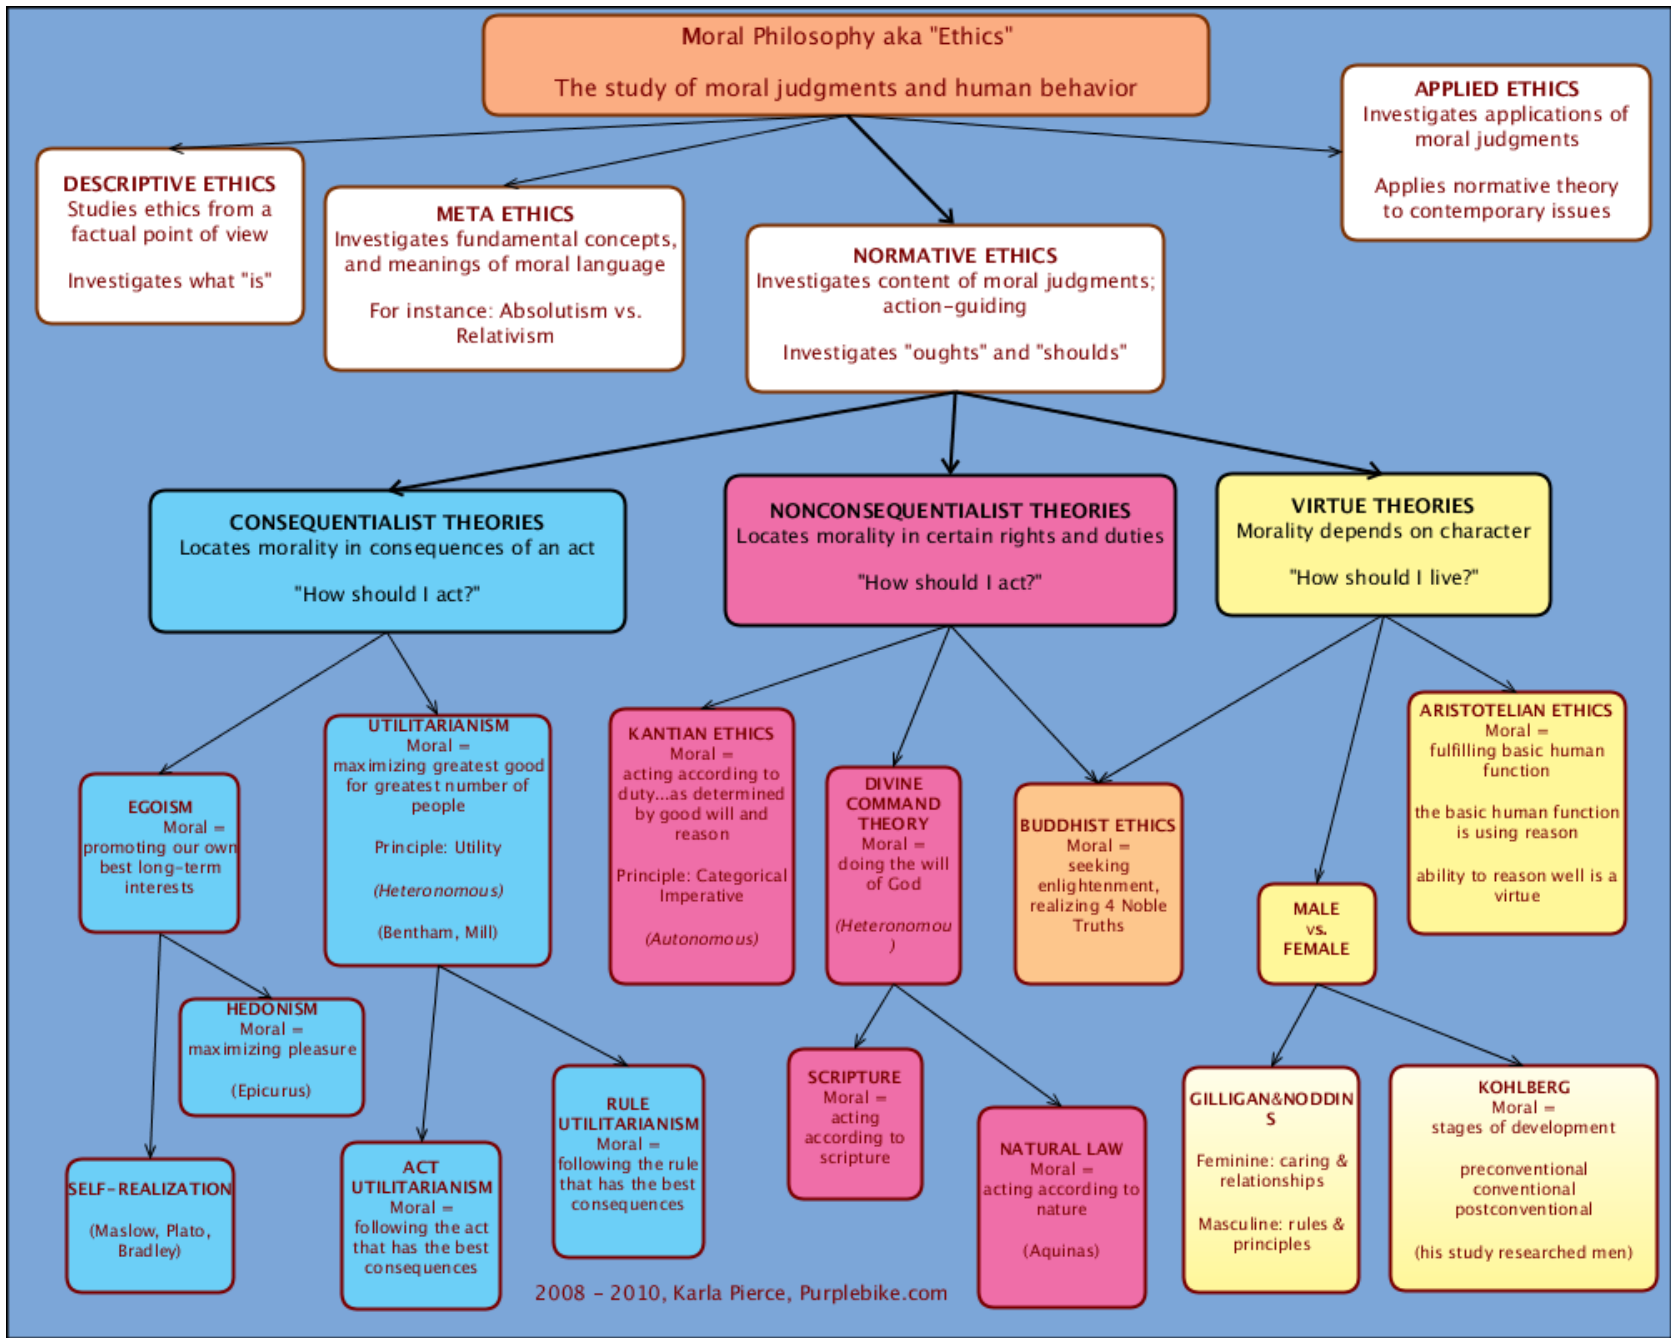 Moral Philosophy aka "Ethics"
The study of moral judgments and human behavior
APPLIED ETHICS
Investigates applications of
moral judgments
Applies normative theory
to contemporary issues
DESCRIPTIVE ETHICS
Studies ethics from a
factual point of view
Investigates what "is"
META ETHICS
Investigates fundamental concepts,
and meanings of moral language
For instance: Absolutism vs.
Relativism
NORMATIVE ETHICS
Investigates content of moral judgments;
action-guiding
Investigates "oughts" and "shoulds"
CONSEQUENTIALIST THEORIES
Locates morality in consequences of an act
"How should I act?"
NONCONSEQUENTIALIST THEORIES
Locates morality in certain rights and duties
"How should I act?"
VIRTUE THEORIES
Morality depends on character
"How should I live?"
EGOISM
Moral =
promoting our own
best long-term
interests
UTILITARIANISM
Moral =
maximizing greatest good
for greatest number of
people
Principle: Utility
(Heteronomous)
(Bentham, Mill)
KANTIAN ETHICS
Moral =
acting according to
duty...as determined
by good will and
reason
Principle: Categorical
Imperative
(Autonomous)
DIVINE
COMMAND
THEORY
Moral =
doing the will
of God
(Heteronomou
)
BUDDHIST ETHICS
Moral =
seeking
enlightenment,
realizing 4 Noble
Truths
MALE
vs.
FEMALE
ARISTOTELIAN ETHICS
Moral =
fulfilling basic human
function
the basic human function
is using reason
ability to reason well is a
virtue
HEDONISM
Moral =
maximizing pleasure
(Epicurus)
SELF-REALIZATION
(Maslow, Plato,
Bradley)
ACT
UTILITARIANISM
Moral =
following the act
that has the best
consequences
RULE
UTILITARIANISM
Moral =
following the rule
that has the best
consequences
SCRIPTURE
Moral =
acting
according to
scripture
NATURAL LAW
Moral =
acting according to
nature
(Aquinas)
GILLIGAN&NODDIN
S
Feminine: caring &
relationships
Masculine: rules &
principles
KOHLBERG
Moral =
stages of development
preconventional
conventional
postconventional
(his study researched men)
2008 - 2010, Karla Pierce, Purplebike.com